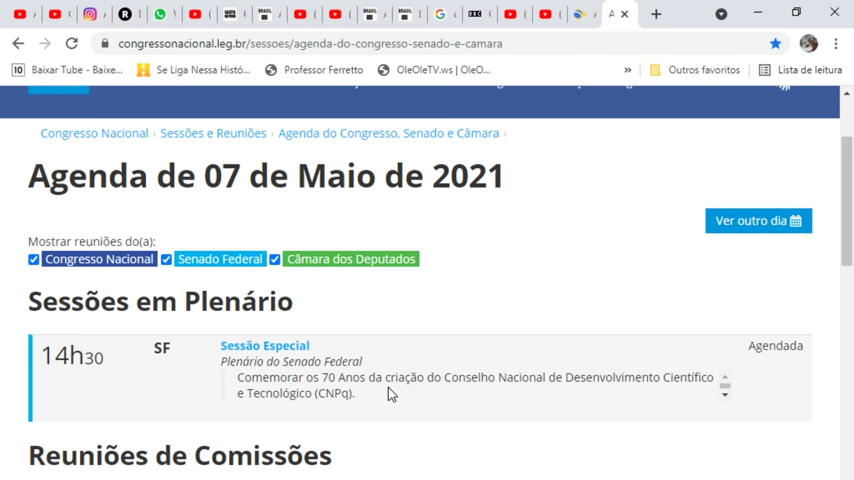 congressonacional.leg.br/sessoes/agenda-do-congresso-senado-e-camara
Baixar Tube - Baixe...
Se Liga Nessa Histó...
Professor Ferretto
OleOleTV.ws | OleO...
»
Outros favoritos
Lista de leitura
Congresso Nacional › Sessões e Reuniões › Agenda do Congresso, Senado e Câmara ›
Agenda de 07 de Maio de 2021
Ver outro dia
Mostrar reuniões do(a):
Congresso Nacional Senado Federal Câmara dos Deputados
Sessões em Plenário
14h30 SF Sessão Especial Agendada
Plenário do Senado Federal
Comemorar os 70 Anos da criação do Conselho Nacional de Desenvolvimento Científico
e Tecnológico (CNPq).
Reuniões de Comissões